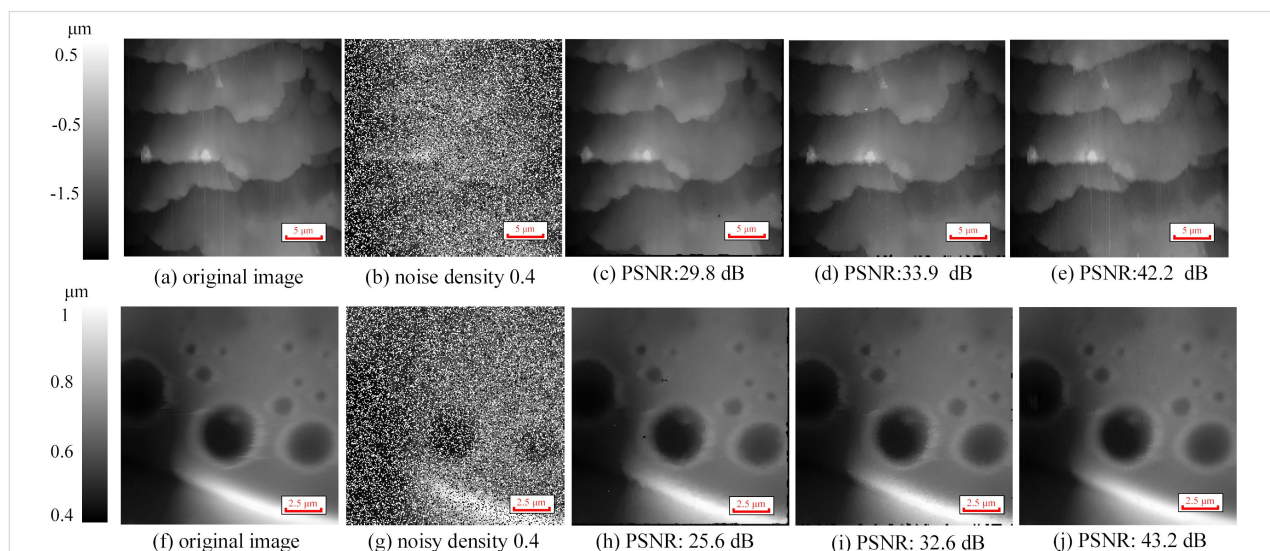 μm
0.5
-0.5
-1.5
5 μm
5 μm
5 μm
5 μm
5 μm
(a) original image
(b) noise density 0.4
(c) PSNR:29.8 dB
(d) PSNR:33.9 dB
(e) PSNR:42.2 dB
μm
1
0.8
0.6
0.4
2.5 μm
2.5 μm
2.5 μm
2.5 μm
2.5 μm
(f) original image
(g) noisy density 0.4
(h) PSNR: 25.6 dB
(i) PSNR: 32.6 dB
(j) PSNR: 43.2 dB